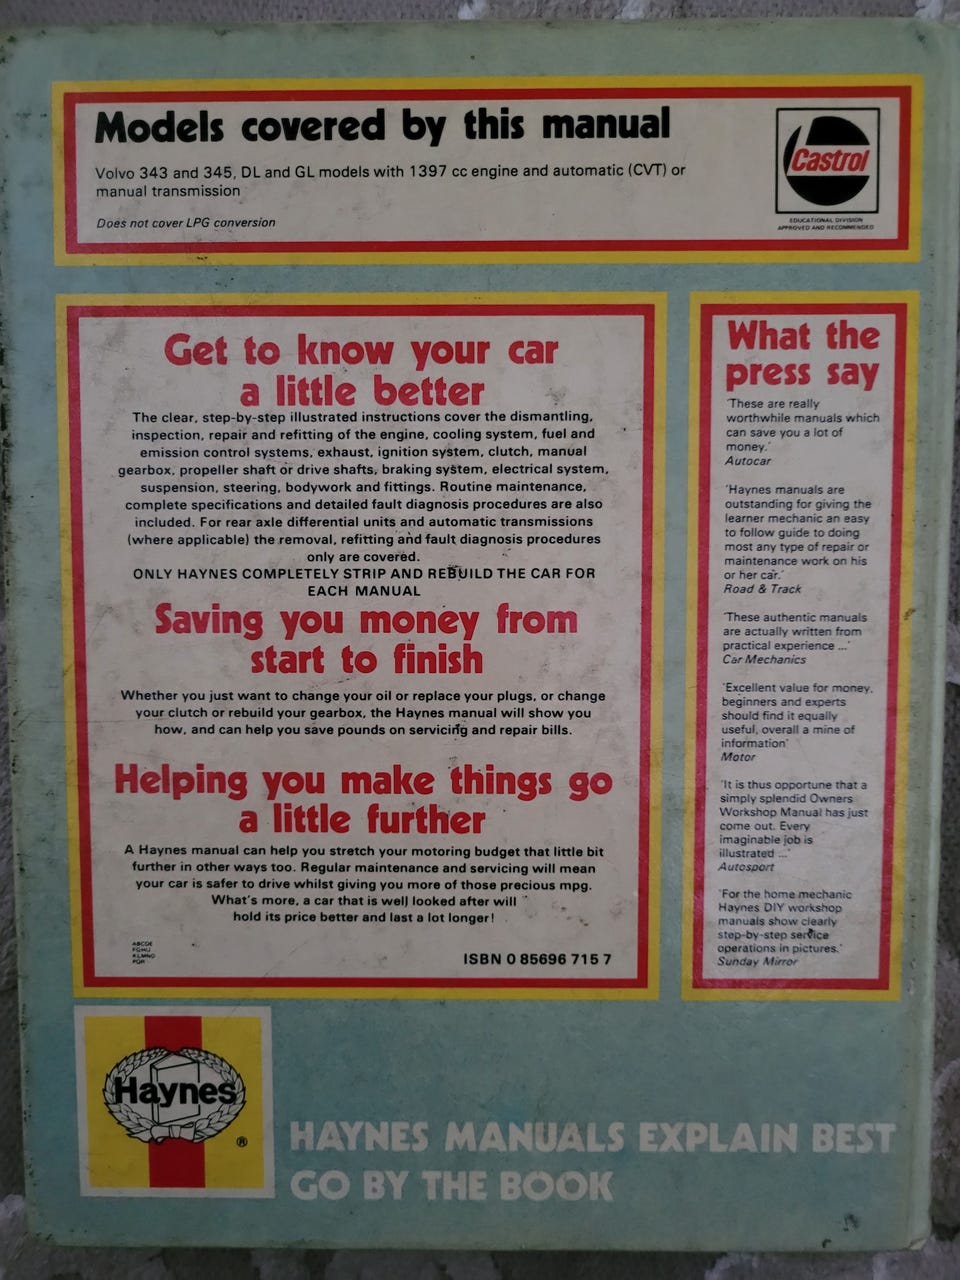 Models covered by this manual
Volvo 343 and 345, DL and GL models with 1397 cc engine and automatic (CVT) or
manual transmission
Does not cover LPG conversion
Castrol
EDUCATIONAL DIVISION
APPROVED AND RECOMMENDED
Get to know your car
a little better
The clear, step-by-step illustrated instructions cover the dismantling,
inspection, repair and refitting of the engine, cooling system, fuel and
emission control systems, exhaust, ignition system, clutch, manual
gearbox, propeller shaft or drive shafts, braking system, electrical system,
suspension, steering, bodywork and fittings. Routine maintenance,
complete specifications and detailed fault diagnosis procedures are also
included. For rear axle differential units and automatic transmissions
(where applicable) the removal, refitting and fault diagnosis procedures
only are covered.
ONLY HAYNES COMPLETELY STRIP AND REBUILD THE CAR FOR
EACH MANUAL
Saving you money from
start to finish
Whether you just want to change your oil or replace your plugs, or change
your clutch or rebuild your gearbox, the Haynes manual will show you
how, and can help you save pounds on servicing and repair bills.
Helping you make things go
a little further
A Haynes manual can help you stretch your motoring budget that little bit
further in other ways too. Regular maintenance and servicing will mean
your car is safer to drive whilst giving you more of those precious mpg.
What's more, a car that is well looked after will
hold its price better and last a lot longer!
ABCDE
FGHIJ
KLMNO
PQR
ISBN 0 85696 715 7
What the
press say
'These are really
worthwhile manuals which
can save you a lot of
money.'
Autocar
'Haynes manuals are
outstanding for giving the
learner mechanic an easy
to follow guide to doing
most any type of repair or
maintenance work on his
or her car.'
Road & Track
'These authentic manuals
are actually written from
practical experience ...'
Car Mechanics
'Excellent value for money,
beginners and experts
should find it equally
useful, overall a mine of
information'
Motor
'It is thus opportune that a
simply splendid Owners
Workshop Manual has just
come out. Every
imaginable job is
illustrated ...'
Autosport
'For the home mechanic
Haynes DIY workshop
manuals show clearly
step-by-step service
operations in pictures.'
Sunday Mirror
Haynes
®
HAYNES MANUALS EXPLAIN BEST
GO BY THE BOOK